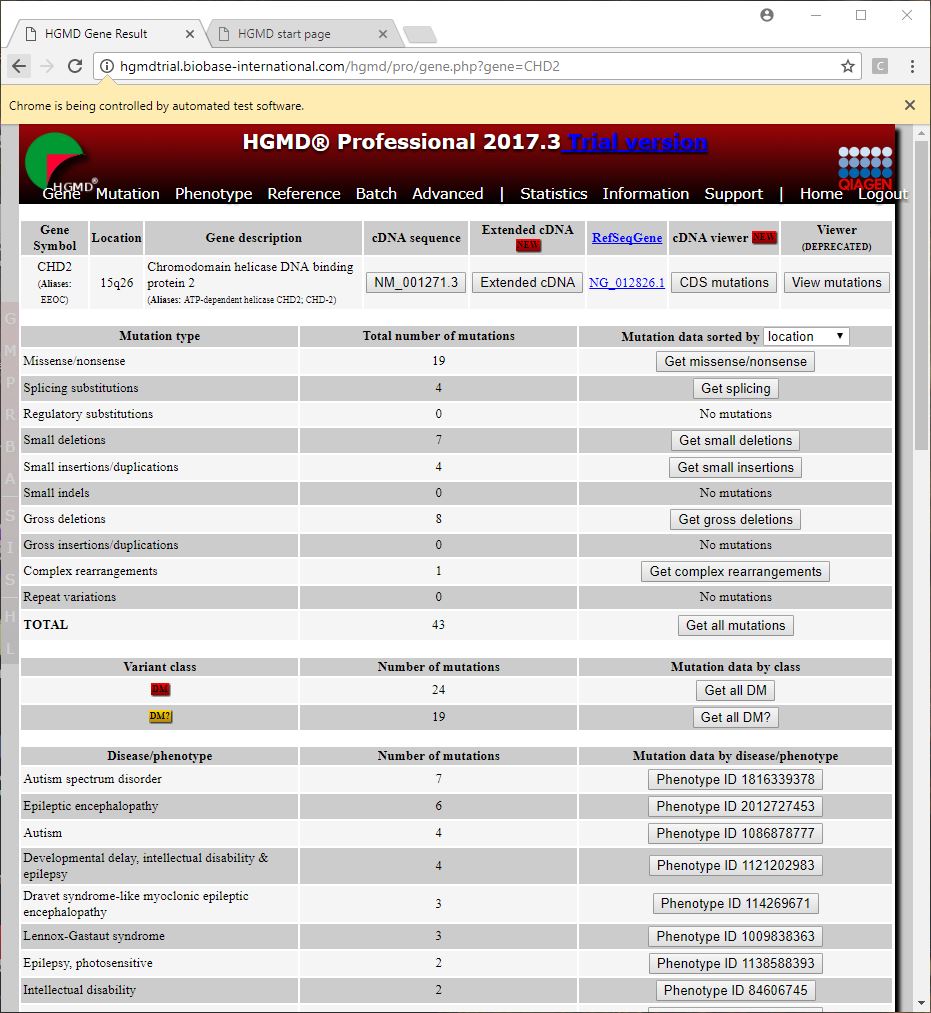 HGMD Gene Result
HGMD start page
hgmdtrial.biobase-international.com/hgmd/pro/gene.php?gene=CHD2
C
Chrome is being controlled by automated test software.
HGMD® Professional 2017.3 Trial version
HGMD®
QIAGEN
Gene Mutation Phenotype Reference Batch Advanced | Statistics Information Support | Home Logout
Gene Symbol Location Gene description cDNA sequence Extended cDNA NEW RefSeqGene cDNA viewer NEW Viewer (DEPRECATED)
CHD2 (Aliases: EEOC) 15q26 Chromodomain helicase DNA binding protein 2 (Aliases: ATP-dependent helicase CHD2; CHD-2) NM_001271.3 Extended cDNA NG_012826.1 CDS mutations View mutations
Mutation type Total number of mutations Mutation data sorted by location
Missense/nonsense 19 Get missense/nonsense
Splicing substitutions 4 Get splicing
Regulatory substitutions 0 No mutations
Small deletions 7 Get small deletions
Small insertions/duplications 4 Get small insertions
Small indels 0 No mutations
Gross deletions 8 Get gross deletions
Gross insertions/duplications 0 No mutations
Complex rearrangements 1 Get complex rearrangements
Repeat variations 0 No mutations
TOTAL 43 Get all mutations
Variant class Number of mutations Mutation data by class
DM 24 Get all DM
DM? 19 Get all DM?
Disease/phenotype Number of mutations Mutation data by disease/phenotype
Autism spectrum disorder 7 Phenotype ID 1816339378
Epileptic encephalopathy 6 Phenotype ID 2012727453
Autism 4 Phenotype ID 1086878777
Developmental delay, intellectual disability & epilepsy 4 Phenotype ID 1121202983
Dravet syndrome-like myoclonic epileptic encephalopathy 3 Phenotype ID 114269671
Lennox-Gastaut syndrome 3 Phenotype ID 1009838363
Epilepsy, photosensitive 2 Phenotype ID 1138588393
Intellectual disability 2 Phenotype ID 84606745
G
M
P
R
B
A
S
I
S
H
L